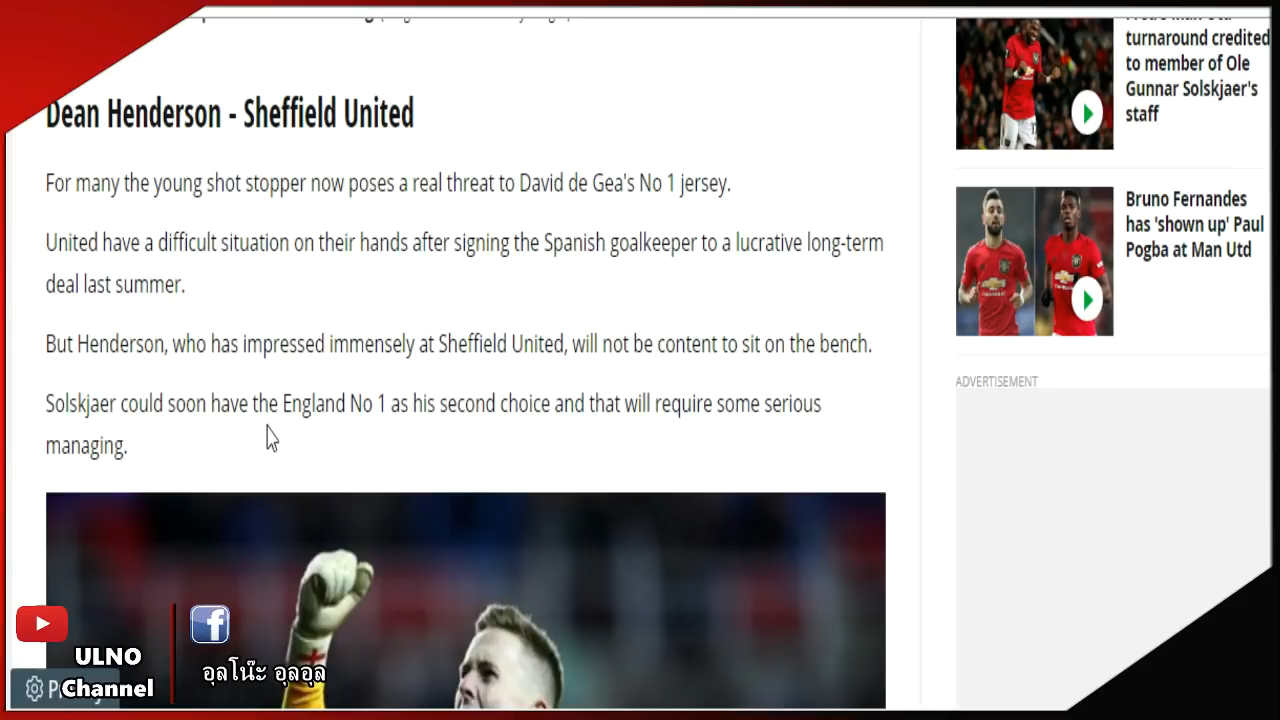 Dean Henderson - Sheffield United
For many the young shot stopper now poses a real threat to David de Gea's No 1 jersey.
United have a difficult situation on their hands after signing the Spanish goalkeeper to a lucrative long-term
deal last summer.
But Henderson, who has impressed immensely at Sheffield United, will not be content to sit on the bench.
Solskjaer could soon have the England No 1 as his second choice and that will require some serious
managing.
turnaround credited
to member of Ole
Gunnar Solskjaer's
staff
Bruno Fernandes
has 'shown up' Paul
Pogba at Man Utd
ADVERTISEMENT
ULNO
Channel
อุลโน๊ะ อุลอุล